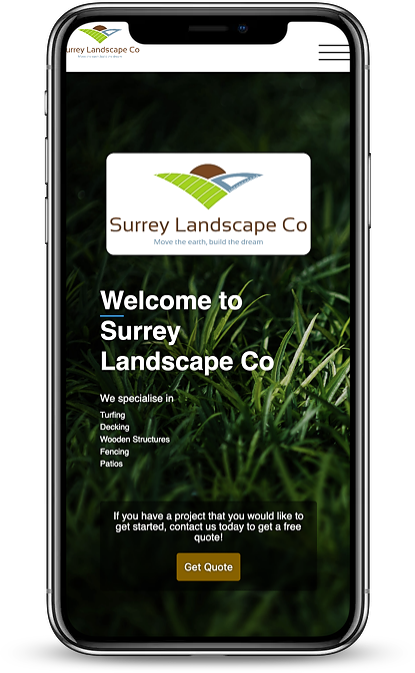 urrey Landscape Co
Surrey Landscape Co
Move the earth, build the dream
Welcome to
Surrey
Landscape Co
We specialise in
Turfing
Decking
Wooden Structures
Fencing
Patios
If you have a project that you would like to
get started, contact us today to get a free
quote!
Get Quote